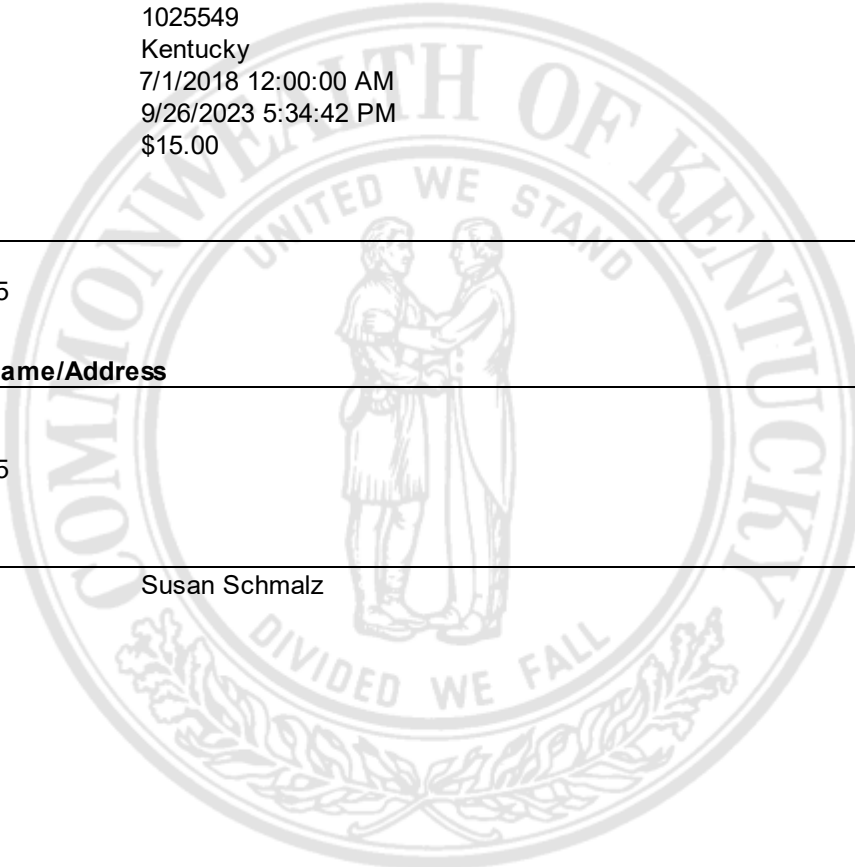 1025549
Kentucky
7/1/2018 12:00:00 AM
9/26/2023 5:34:42 PM
$15.00
COMMONWEALTH OF KENTUCKY
UNITED WE STAND
5
ame/Address
5
Susan Schmalz
DIVIDED WE FALL